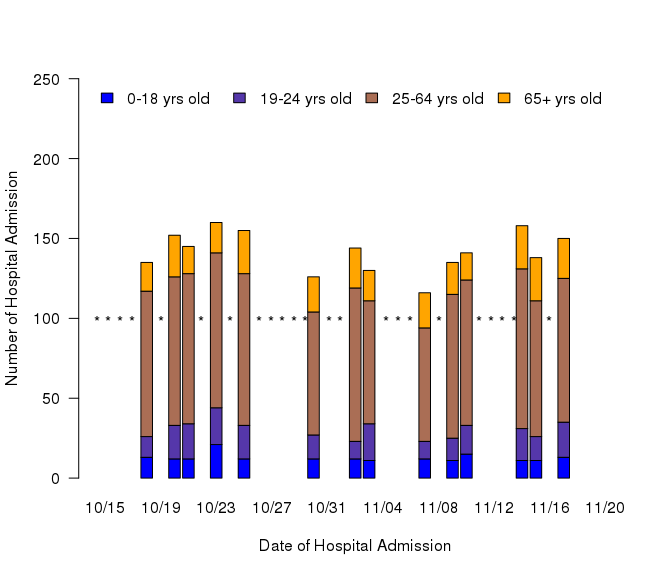 250
0-18 yrs old 19-24 yrs old 25-64 yrs old 65+ yrs old
200
150
100
* * * * * * * * * * * * * * * * * * * * * * *
50
0
Number of Hospital Admission
10/15 10/19 10/23 10/27 10/31 11/04 11/08 11/12 11/16 11/20
Date of Hospital Admission